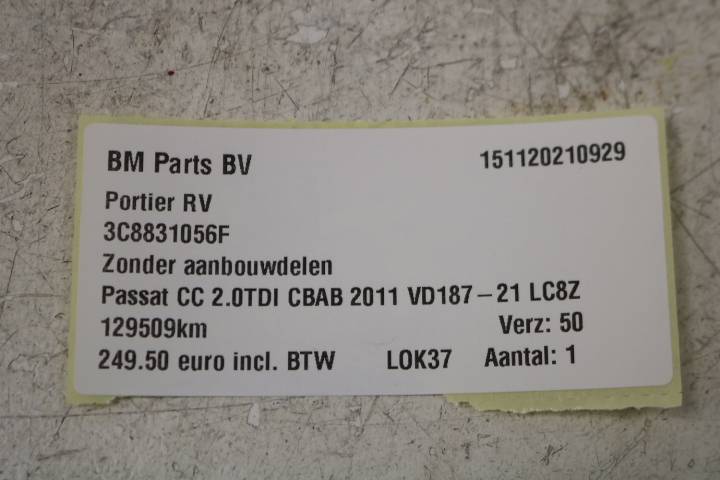 BM Parts BV 151120210929
Portier RV
3C8831056F
Zonder aanbouwdelen
Passat CC 2.0TDI CBAB 2011 VD187-21 LC8Z
129509km Verz: 50
249.50 euro incl. BTW LOK37 Aantal: 1